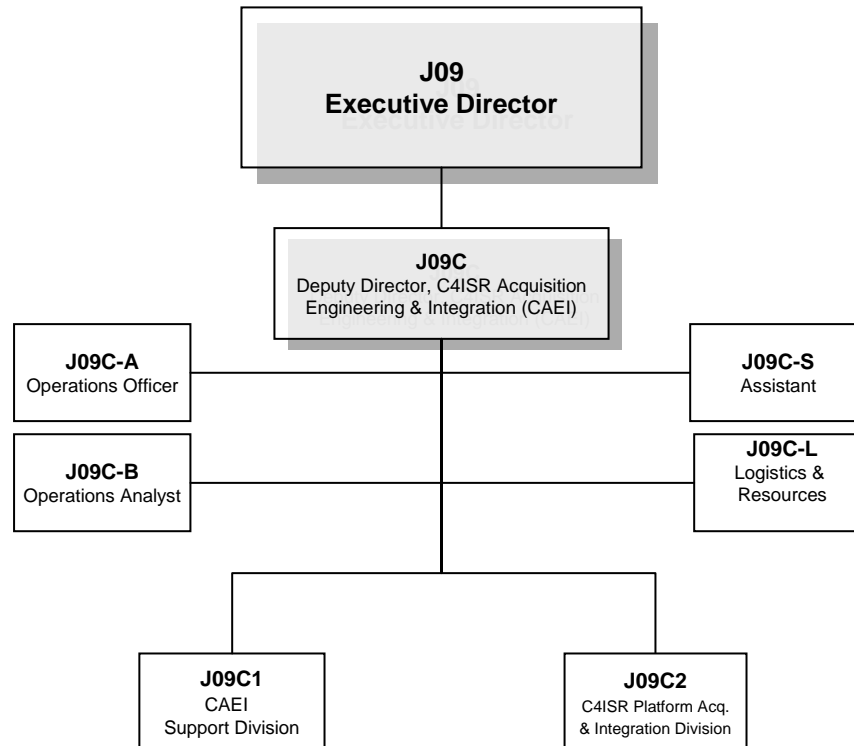 J09
Executive Director
J09C
Deputy Director, C4ISR Acquisition
Engineering & Integration (CAEI)
J09C-A
Operations Officer
J09C-S
Assistant
J09C-B
Operations Analyst
J09C-L
Logistics &
Resources
J09C1
CAEI
Support Division
J09C2
C4ISR Platform Acq.
& Integration Division